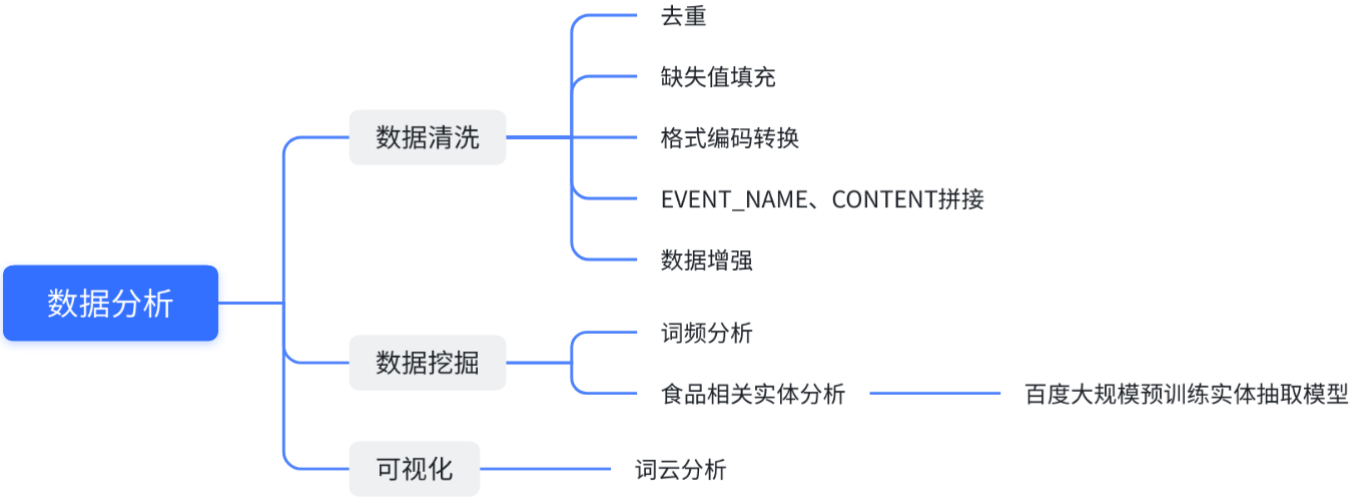 去重
缺失值填充
数据清洗
格式编码转换
EVENT_NAME、CONTENT拼接
数据增强
数据分析
词频分析
数据挖掘
食品相关实体分析
百度大规模预训练实体抽取模型
可视化
词云分析